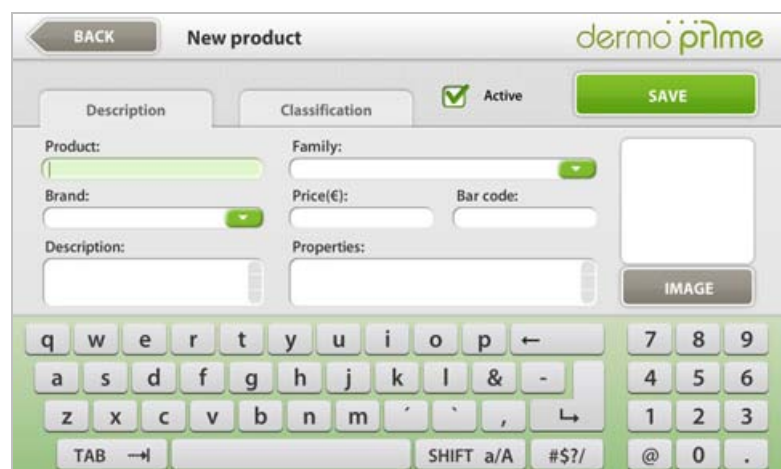 BACK New product dermo prime
Description Classification Active SAVE
Product: Family:
Brand: Price(€): Bar code:
Description: Properties:
IMAGE
q w e r t y u i o p ← 7 8 9
a s d f g h j k l & - 4 5 6
z x c v b n m ´ ` , ↵ 1 2 3
TAB SHIFT a/A #$?/ @ 0 .